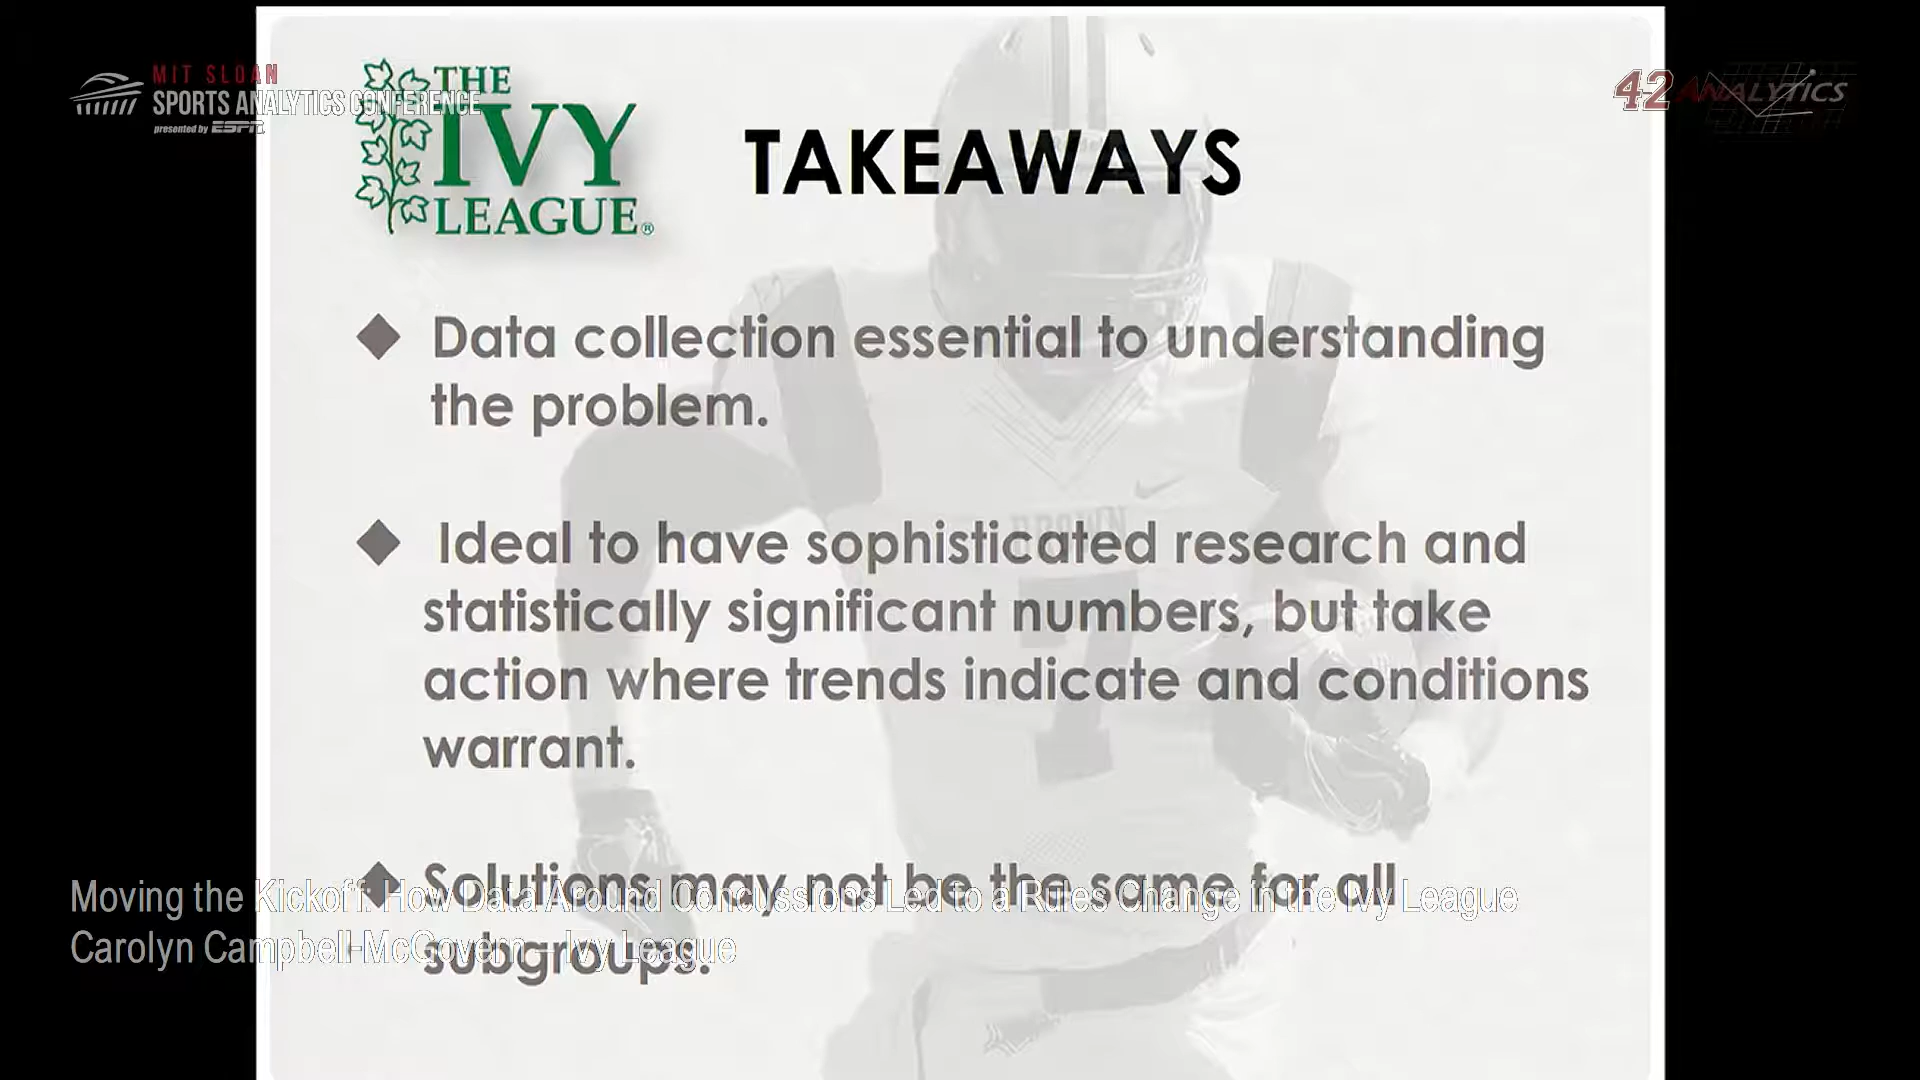 MIT SLOAN
SPORTS ANALYTICS CONFERENCE
presented by ESPN
THE
IVY
LEAGUE®
TAKEAWAYS
42 ANALYTICS
Data collection essential to understanding
the problem.
Ideal to have sophisticated research and
statistically significant numbers, but take
action where trends indicate and conditions
warrant.
Solutions may not be the same for all
subgroups.
BROWN
7
Moving the Kickoff: How Data Around Concussions Led to a Rules Change in the Ivy League
Carolyn Campbell-McGovern – Ivy League